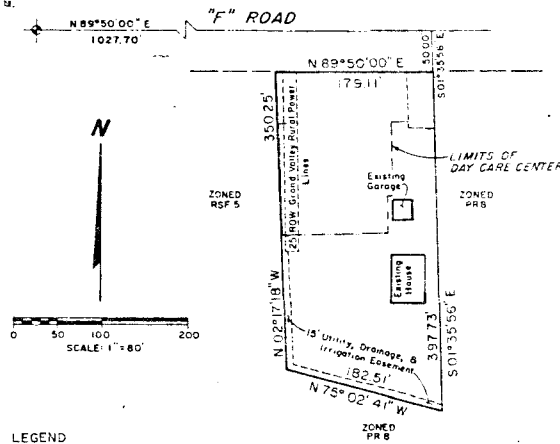 "F" ROAD
N 89°50'00" E
1027.70'
50.00'
S 01°35'56" E
N 89°50'00" E
179.11'
350.25'
25' ROW Grand Valley Rural Power
Lines
N
LIMITS OF
DAY CARE CENTER
Existing
Garage
ZONED
RSF 5
ZONED
PR 8
Existing
House
N 02°17'18" W
397.73'
S 01°35'56" E
0 50 100 200
SCALE: 1"=80'
15' Utility, Drainage, &
Irrigation Easement
182.51'
N 75°02'41" W
ZONED
PR 8
LEGEND